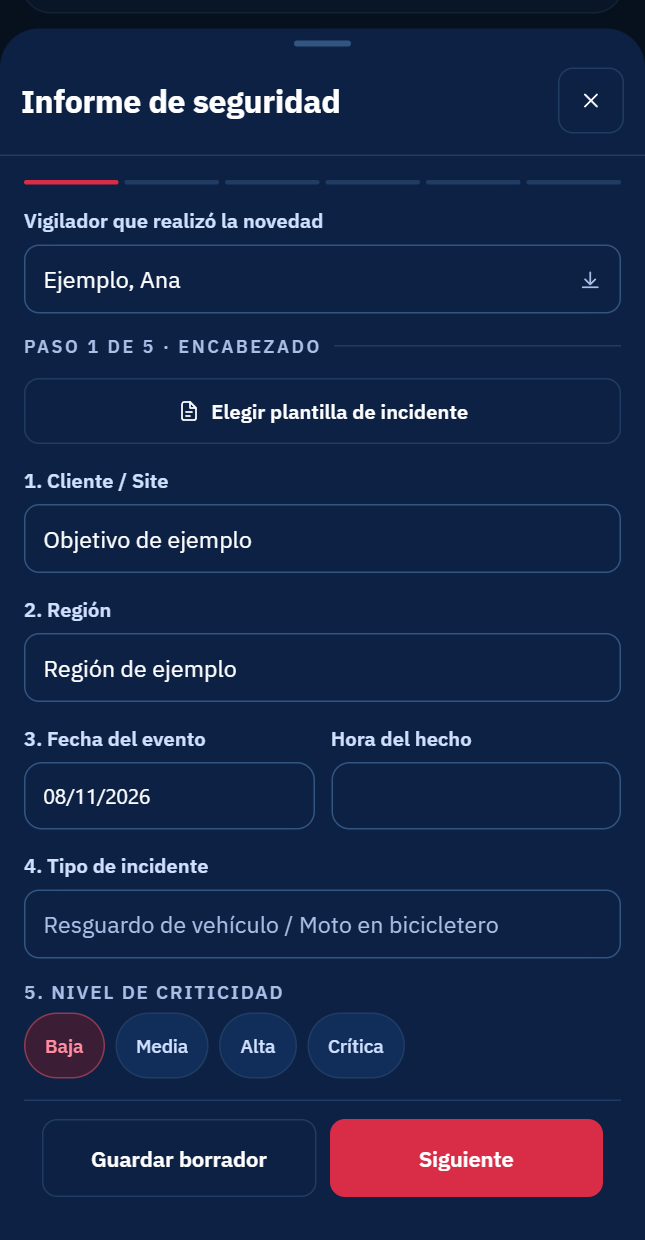 Informe de seguridad
Vigilador que realizó la novedad
Ejemplo, Ana
PASO 1 DE 5 · ENCABEZADO
Elegir plantilla de incidente
1. Cliente / Site
Objetivo de ejemplo
2. Región
Región de ejemplo
3. Fecha del evento
Hora del hecho
08/11/2026
4. Tipo de incidente
Resguardo de vehículo / Moto en bicicletero
5. NIVEL DE CRITICIDAD
Baja Media Alta Crítica
Guardar borrador Siguiente